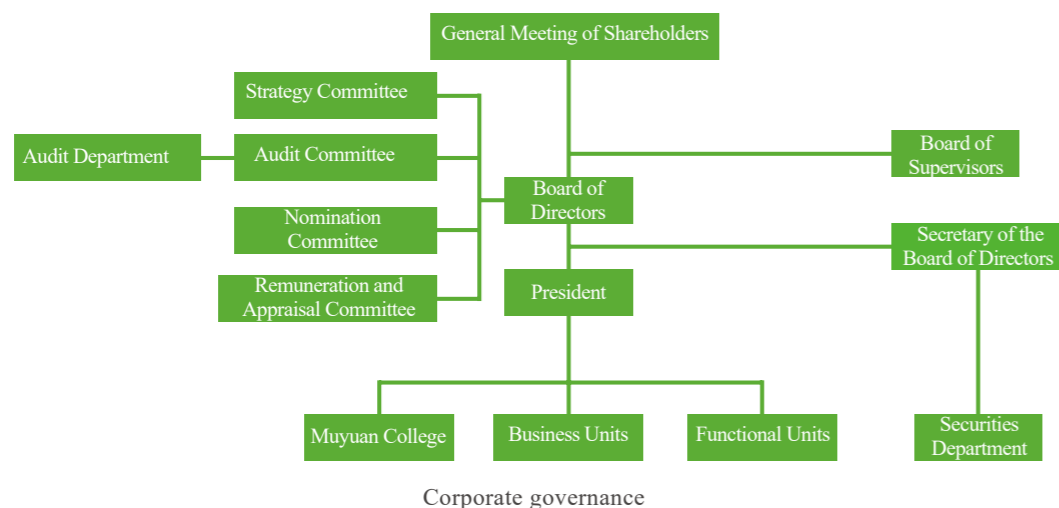 General Meeting of Shareholders
Strategy Committee
Audit Department
Audit Committee
Board of
Supervisors
Board of
Directors
Nomination
Committee
Secretary of the
Board of Directors
Remuneration and
Appraisal Committee
President
Muyuan College
Business Units
Functional Units
Securities
Department
Corporate governance